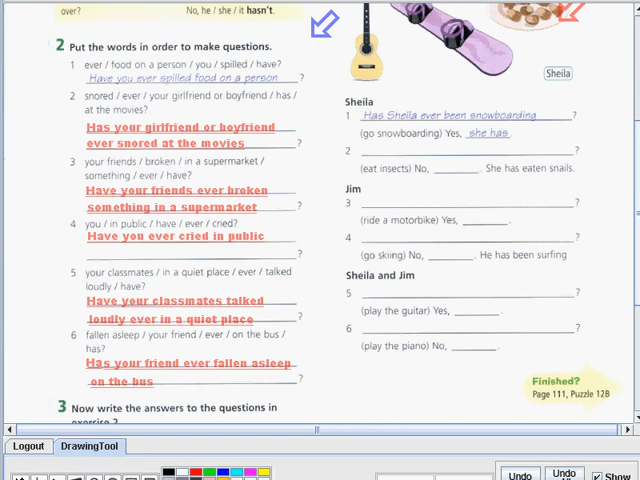 over?
No, he / she / it hasn't.
2 Put the words in order to make questions.
1 ever / food on a person / you / spilled / have?
Have you ever spilled food on a person ?
2 snored / ever / your girlfriend or boyfriend / has /
at the movies?
Has your girlfriend or boyfriend
ever snored at the movies ?
3 your friends / broken / in a supermarket /
something / ever / have?
Have your friends ever broken
something in a supermarket ?
4 you / in public / have / ever / cried?
Have you ever cried in public
?
5 your classmates / in a quiet place / ever / talked
loudly / have?
Have your classmates talked
loudly ever in a quiet place ?
6 fallen asleep / your friend / ever / on the bus /
has?
Has your friend ever fallen asleep
on the bus ?
3 Now write the answers to the questions in
exercise 2.
Sheila
Sheila
1 Has Sheila ever been snowboarding ?
(go snowboarding) Yes, she has.
2 ?
(eat insects) No, ________. She has eaten snails.
Jim
3 ?
(ride a motorbike) Yes, ________.
4 ?
(go skiing) No, ________. He has been surfing
Sheila and Jim
5 ?
(play the guitar) Yes, ________.
6 ?
(play the piano) No, ________.
Finished?
Page 111, Puzzle 12B
Logout
DrawingTool
Undo
Undo
Show